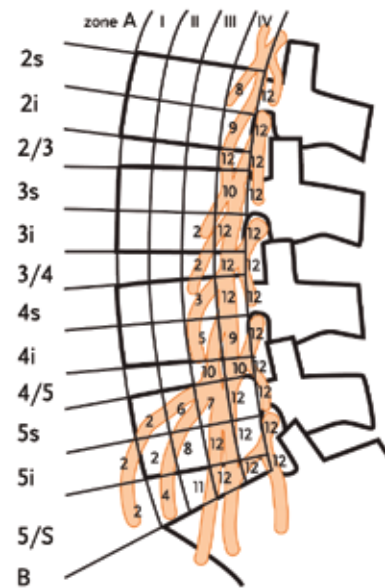 zone A I II III IV
2s
8 12
2i
9 12
2/3
12 12
3s
10 12
3i
2 12 12
3/4
2 12 12
4s
3 12 12
5 9 12
4i
10 10 12
4/5
2 6 7 12 12
5s
2 2 8 12 12 12
5i
2 4 11 12 12 12
5/S
B